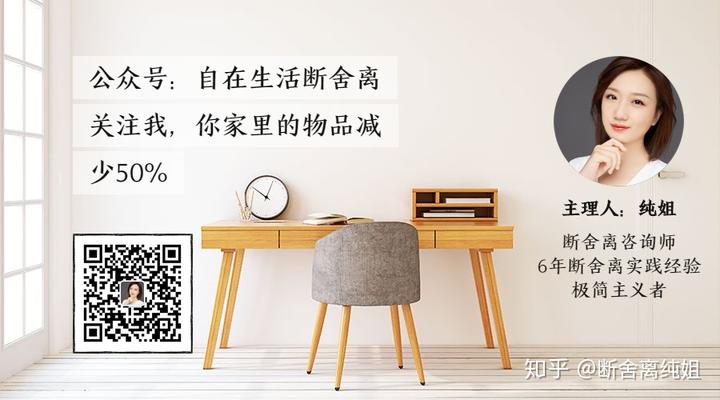 公众号：自在生活断舍离
关注我，你家里的物品减
少50%
主理人：纯姐
断舍离咨询师
6年断舍离实践经验
极简主义者
知乎 @断舍离纯姐